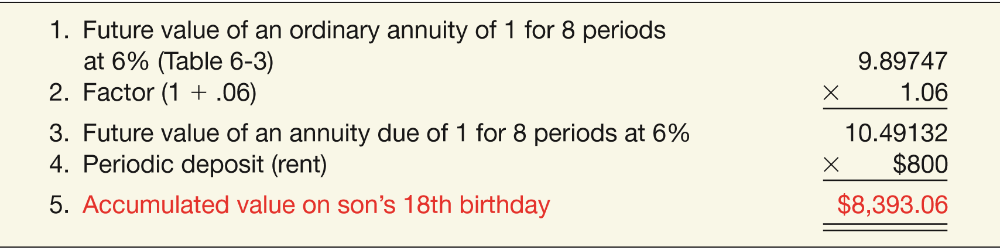 1. Future value of an ordinary annuity of 1 for 8 periods
at 6% (Table 6-3) 9.89747
2. Factor (1 + .06) × 1.06
3. Future value of an annuity due of 1 for 8 periods at 6% 10.49132
4. Periodic deposit (rent) × $800
5. Accumulated value on son’s 18th birthday $8,393.06